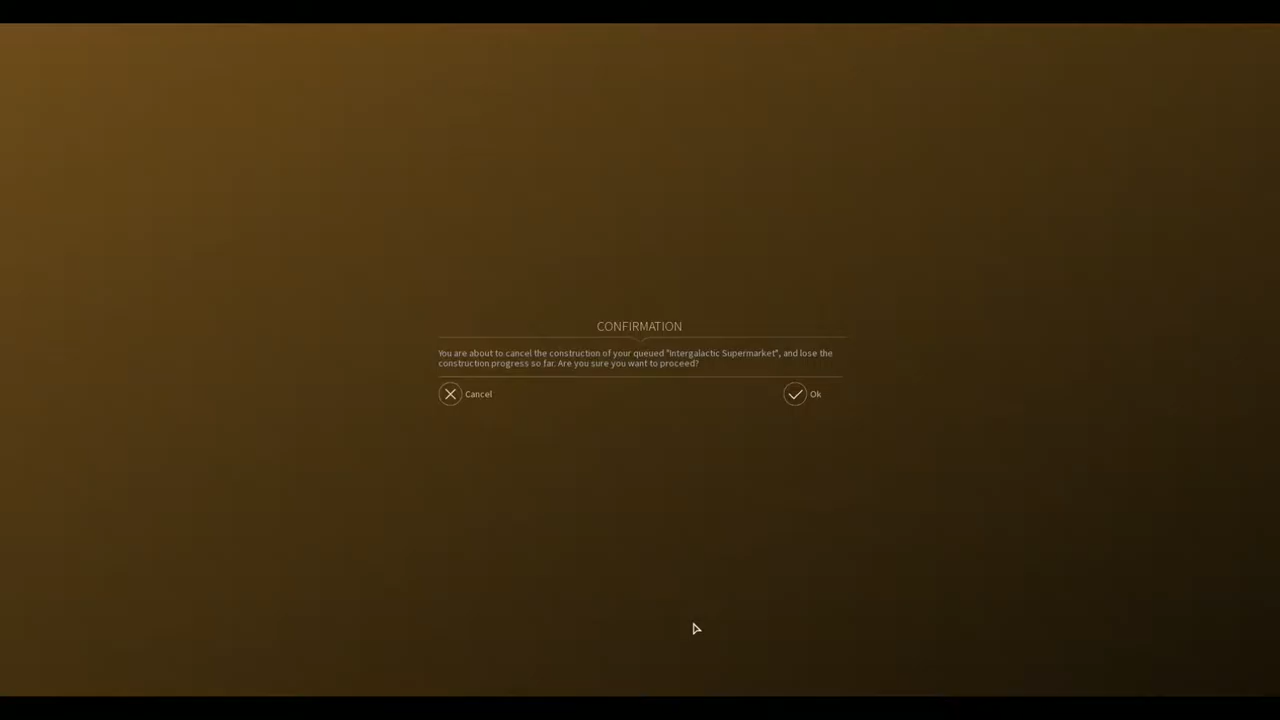 CONFIRMATION
You are about to cancel the construction of your queued "Intergalactic Supermarket", and lose the
construction progress so far. Are you sure you want to proceed?
Cancel
Ok